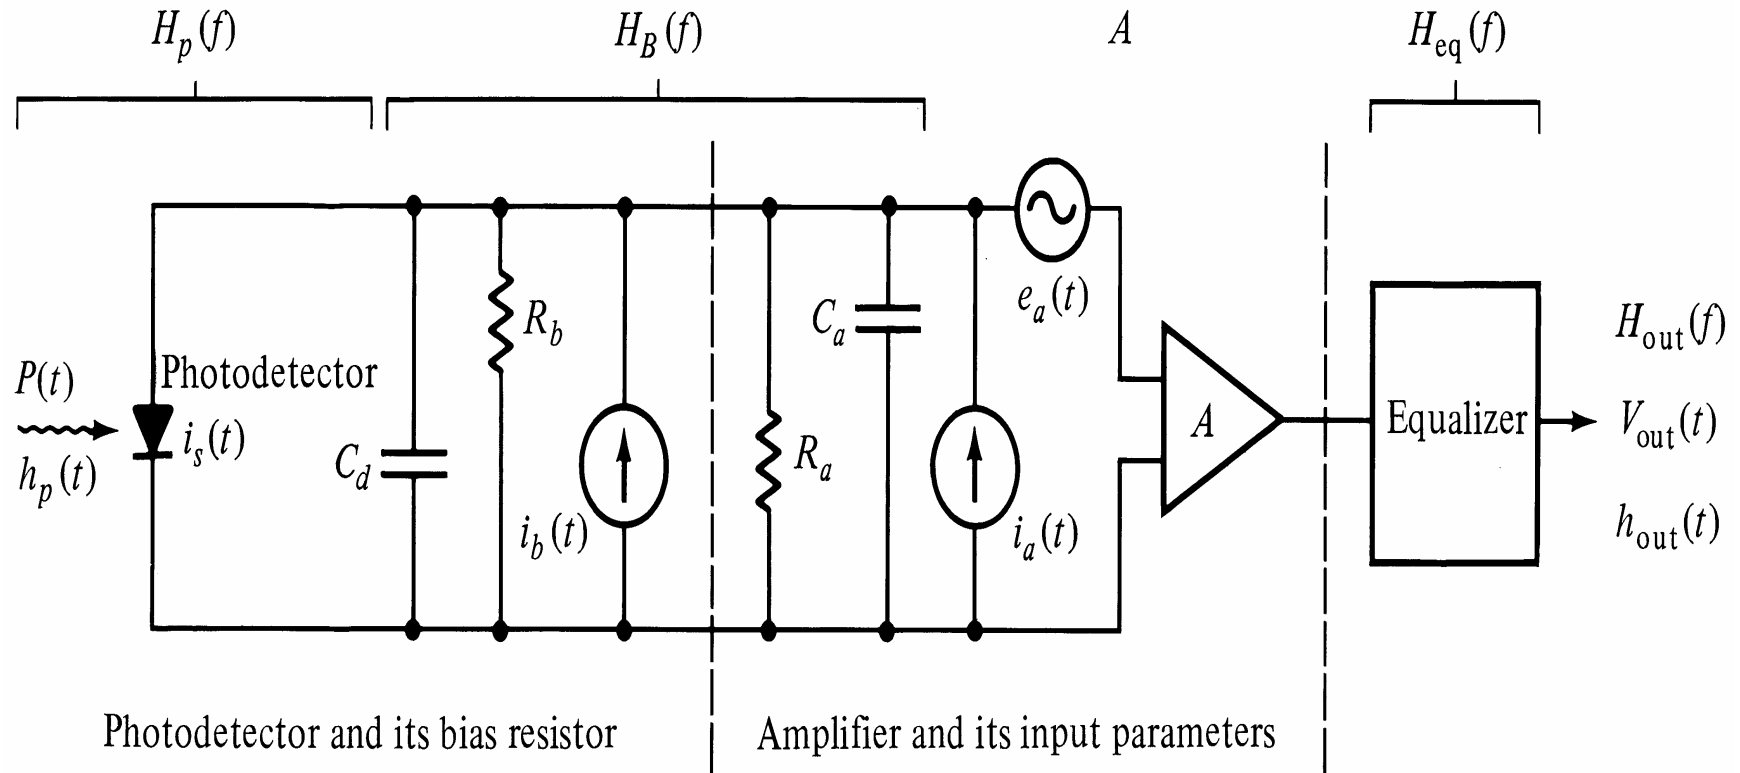 H_p(f)
H_B(f)
A
H_eq(f)
P(t)
h_p(t)
Photodetector
i_s(t)
C_d
R_b
i_b(t)
R_a
C_a
i_a(t)
e_a(t)
A
Equalizer
H_out(f)
V_out(t)
h_out(t)
Photodetector and its bias resistor
Amplifier and its input parameters